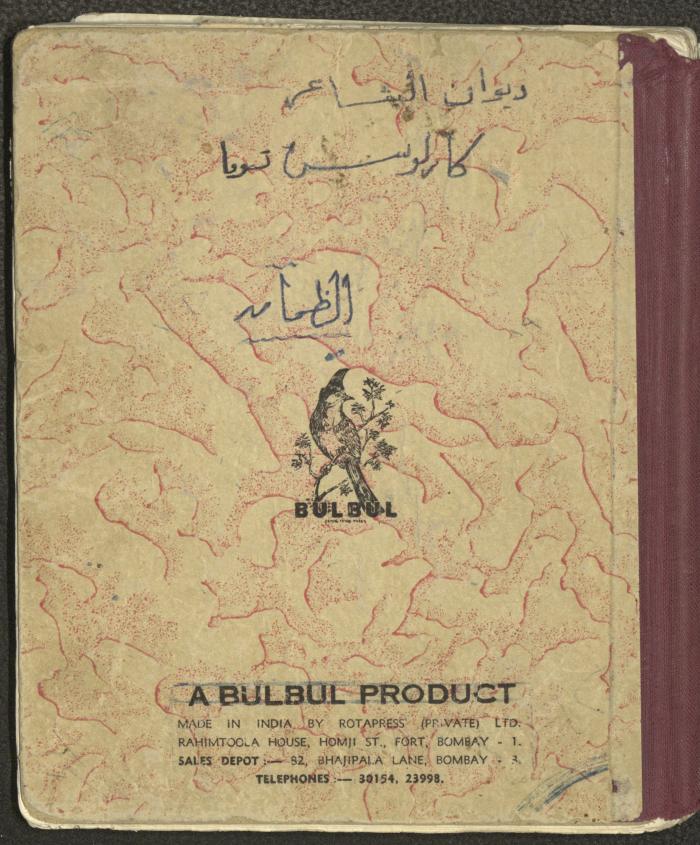 ديوان الشاعر
كارلوس توما
BULBUL
A BULBUL PRODUCT
MADE IN INDIA BY ROTAPRESS (PRIVATE) LTD.
RAHIMTOOLA HOUSE, HOMJI ST., FORT, BOMBAY - 1.
SALES DEPOT :— 82, BHAJIPALA LANE, BOMBAY - 3.
TELEPHONES :— 30154, 23998.